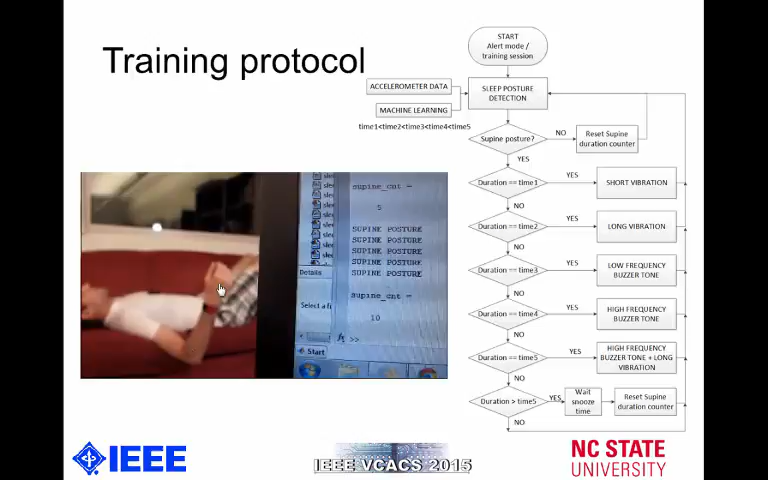 Training protocol
START
Alert mode /
training session
ACCELEROMETER DATA
MACHINE LEARNING
time1<time2<time3<time4<time5
SLEEP POSTURE
DETECTION
Supine posture?
NO
Reset Supine
duration counter
YES
Duration == time1
YES
SHORT VIBRATION
NO
Duration == time2
YES
LONG VIBRATION
NO
Duration == time3
YES
LOW FREQUENCY
BUZZER TONE
NO
Duration == time4
YES
HIGH FREQUENCY
BUZZER TONE
NO
Duration == time5
YES
HIGH FREQUENCY
BUZZER TONE + LONG
VIBRATION
NO
Duration > time5
YES
Wait
snooze
time
Reset Supine
duration counter
NO
supine_cnt =
5
SUPINE POSTURE
SUPINE POSTURE
SUPINE POSTURE
SUPINE POSTURE
SUPINE POSTURE
supine_cnt =
10
Details
Select a fi
fx >>
Start
IEEE
IEEE VCACS 2015
NC STATE
UNIVERSITY